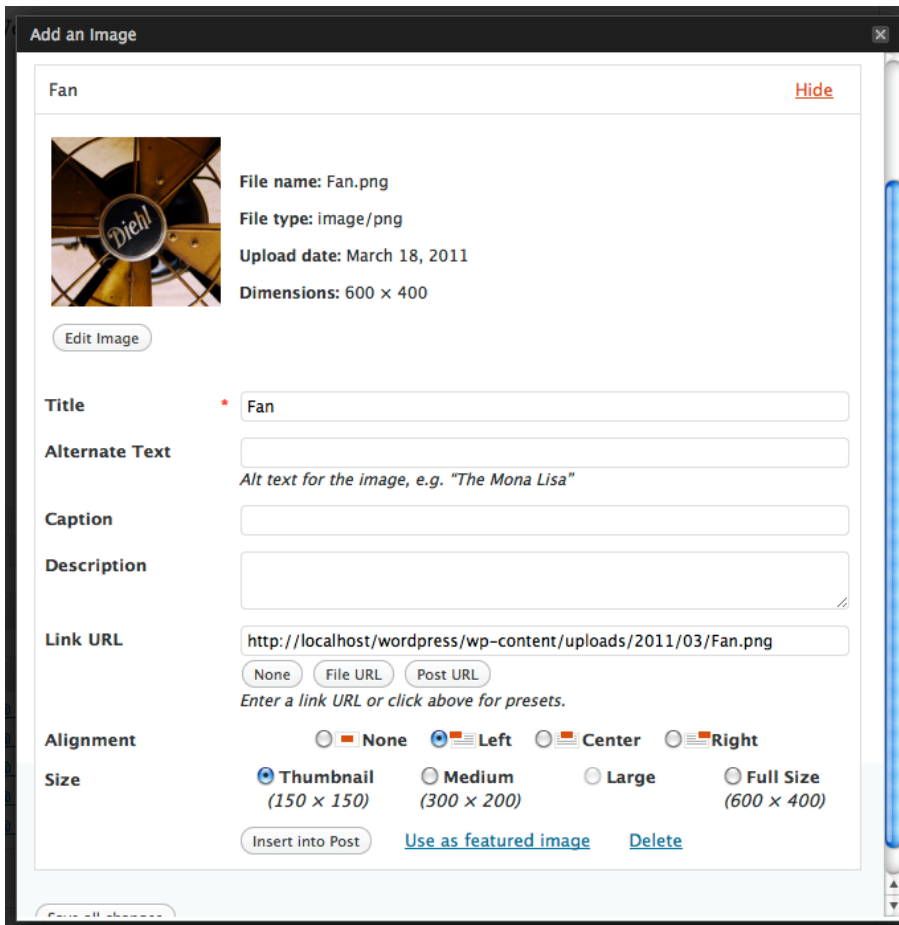 Add an Image
Fan Hide
Diehl
File name: Fan.png
File type: image/png
Upload date: March 18, 2011
Dimensions: 600 × 400
Edit Image
Title * Fan
Alternate Text
Alt text for the image, e.g. “The Mona Lisa”
Caption
Description
Link URL http://localhost/wordpress/wp-content/uploads/2011/03/Fan.png
None File URL Post URL
Enter a link URL or click above for presets.
Alignment None Left Center Right
Size Thumbnail Medium Large Full Size
(150 × 150) (300 × 200) (600 × 400)
Insert into Post Use as featured image Delete
Save all changes